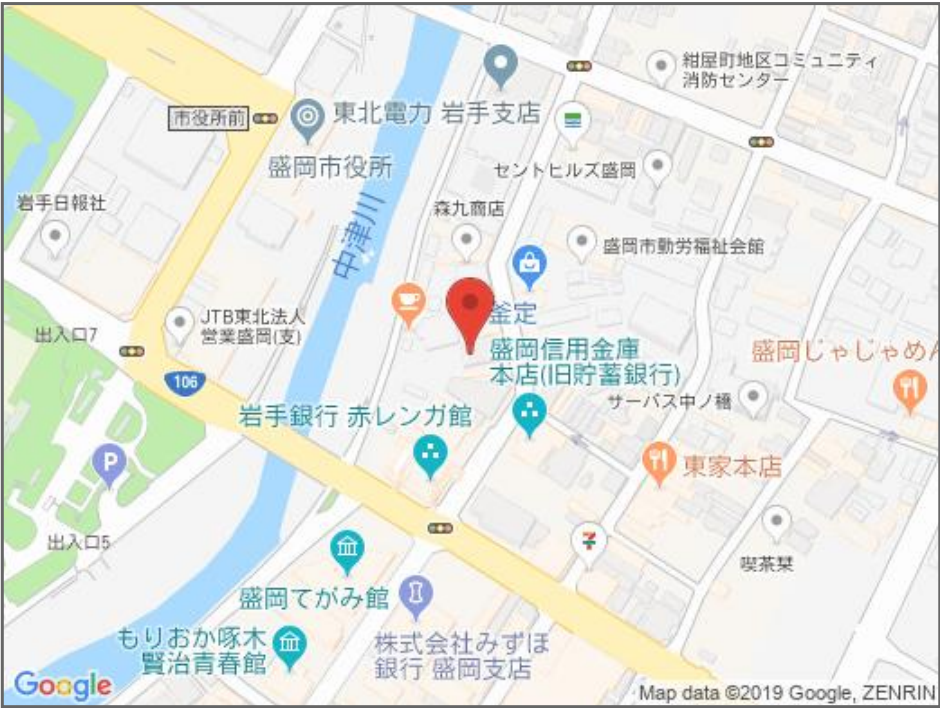 紺屋町地区コミュニティ
消防センター
市役所前
東北電力 岩手支店
盛岡市役所
セントヒルズ盛岡
岩手日報社
森九商店
中津川
盛岡市勤労福祉会館
JTB東北法人
営業盛岡(支)
釜定
出入口7
盛岡信用金庫
本店(旧貯蓄銀行)
盛岡じゃじゃめん
106
サーバス中ノ橋
岩手銀行 赤レンガ館
P
東家本店
出入口5
7
喫茶栞
盛岡てがみ館
もりおか啄木
賢治青春館
株式会社みずほ
銀行 盛岡支店
Google
Map data ©2019 Google, ZENRIN